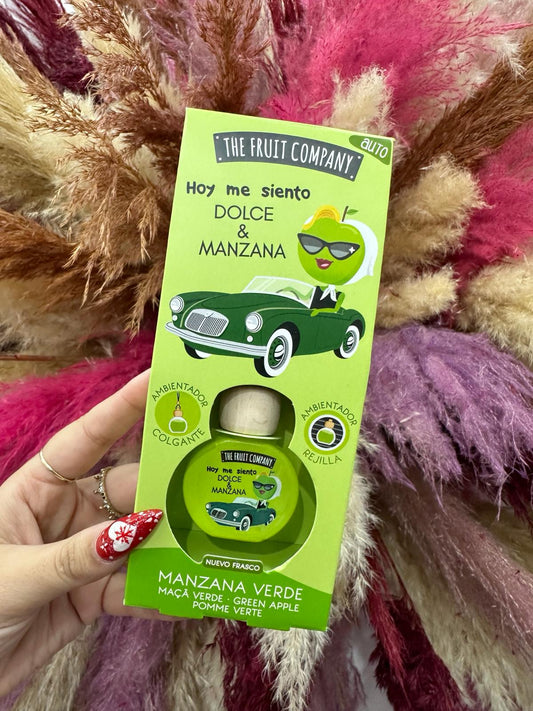 THE FRUIT COMPANY
AUTO
Hoy me siento
DOLCE
&
MANZANA
AMBIENTADOR
COLGANTE
AMBIENTADOR
REJILLA
THE FRUIT COMPANY
Hoy me siento
DOLCE
& MANZANA
NUEVO FRASCO
MANZANA VERDE
MAÇÃ VERDE · GREEN APPLE
POMME VERTE